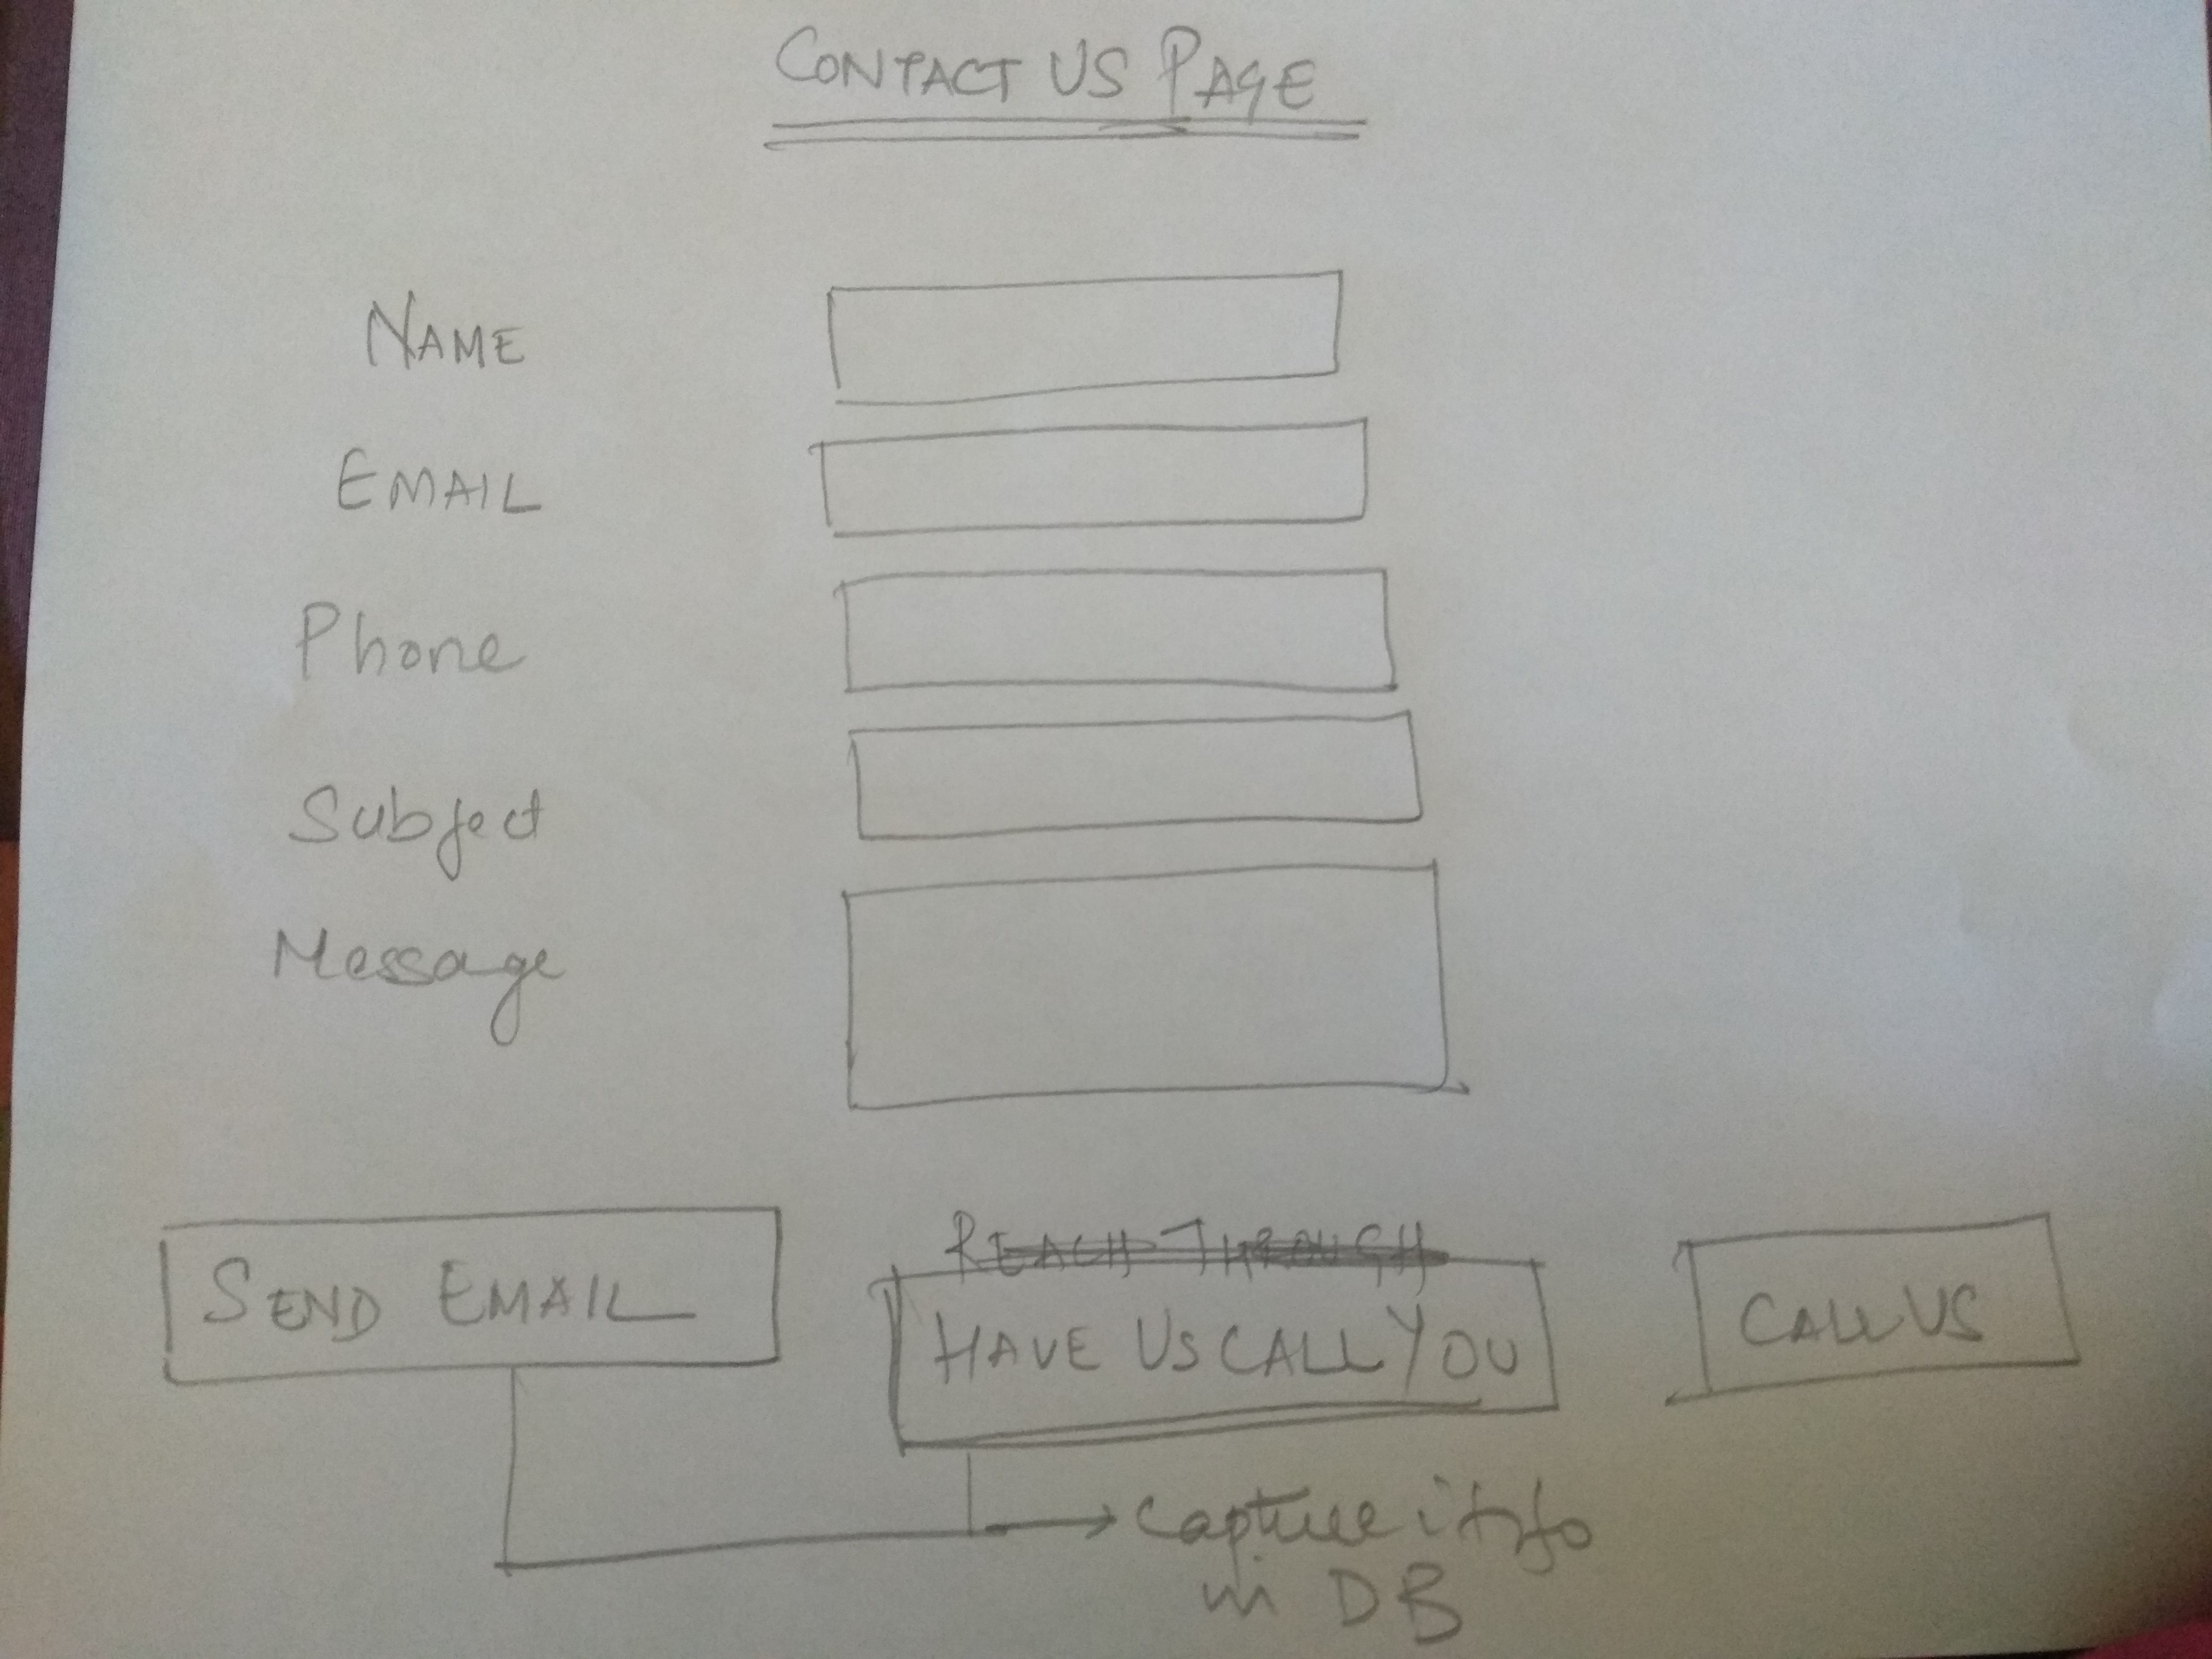 CONTACT US PAGE
NAME
EMAIL
Phone
Subject
Message
REACH THROUGH
SEND EMAIL
HAVE US CALL YOU
CALL US
Capture info
in DB